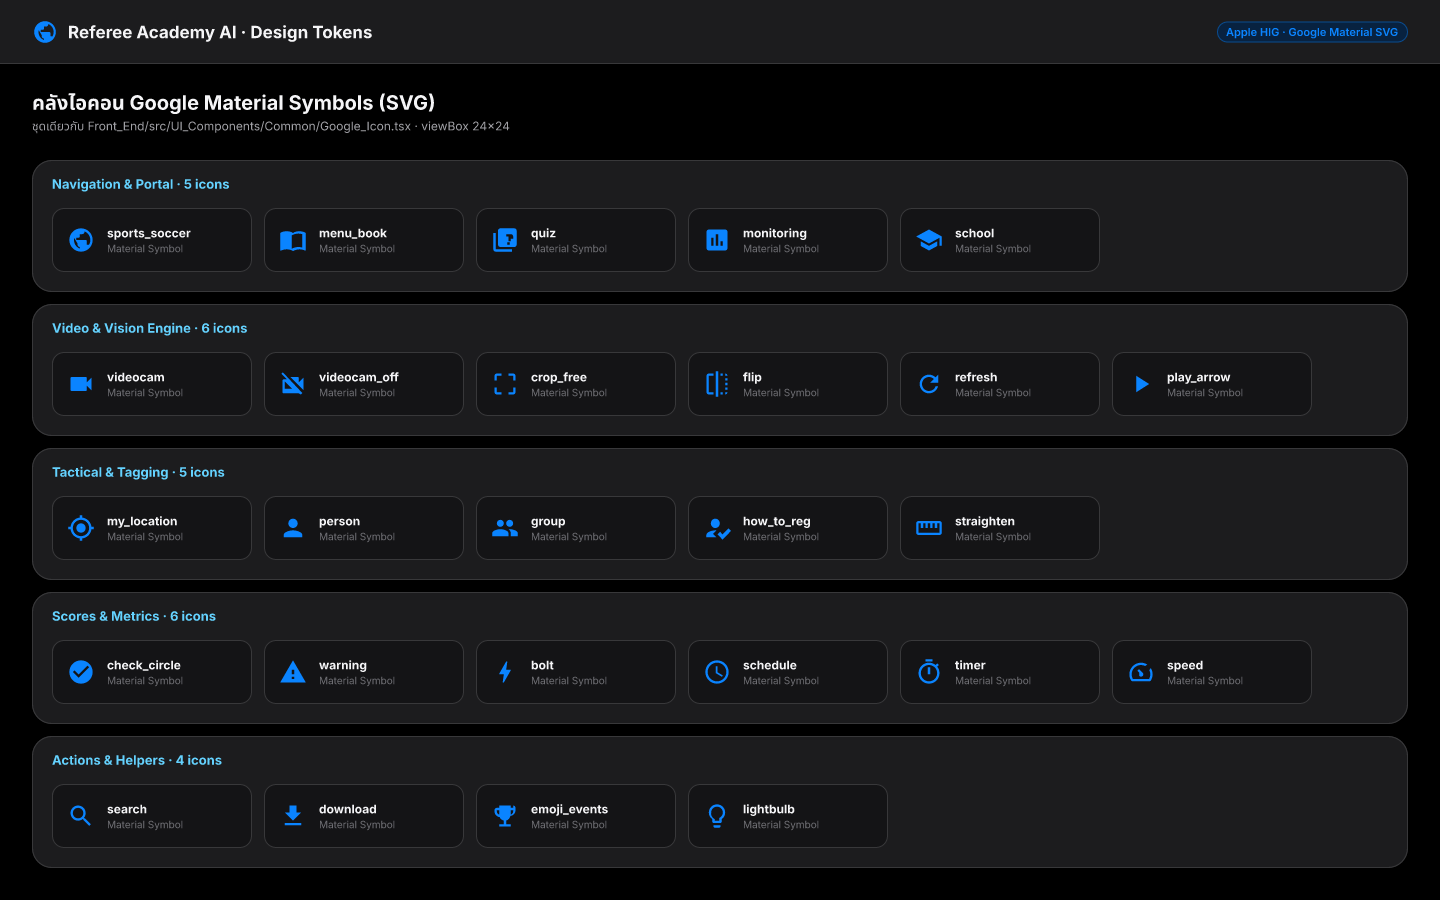 Referee Academy AI · Design Tokens
Apple HIG · Google Material SVG
คลังไอคอน Google Material Symbols (SVG)
ชุดเดียวกับ Front_End/src/UI_Components/Common/Google_Icon.tsx · viewBox 24×24
Navigation & Portal · 5 icons
sports_soccer
Material Symbol
menu_book
Material Symbol
quiz
Material Symbol
monitoring
Material Symbol
school
Material Symbol
Video & Vision Engine · 6 icons
videocam
Material Symbol
videocam_off
Material Symbol
crop_free
Material Symbol
flip
Material Symbol
refresh
Material Symbol
play_arrow
Material Symbol
Tactical & Tagging · 5 icons
my_location
Material Symbol
person
Material Symbol
group
Material Symbol
how_to_reg
Material Symbol
straighten
Material Symbol
Scores & Metrics · 6 icons
check_circle
Material Symbol
warning
Material Symbol
bolt
Material Symbol
schedule
Material Symbol
timer
Material Symbol
speed
Material Symbol
Actions & Helpers · 4 icons
search
Material Symbol
download
Material Symbol
emoji_events
Material Symbol
lightbulb
Material Symbol